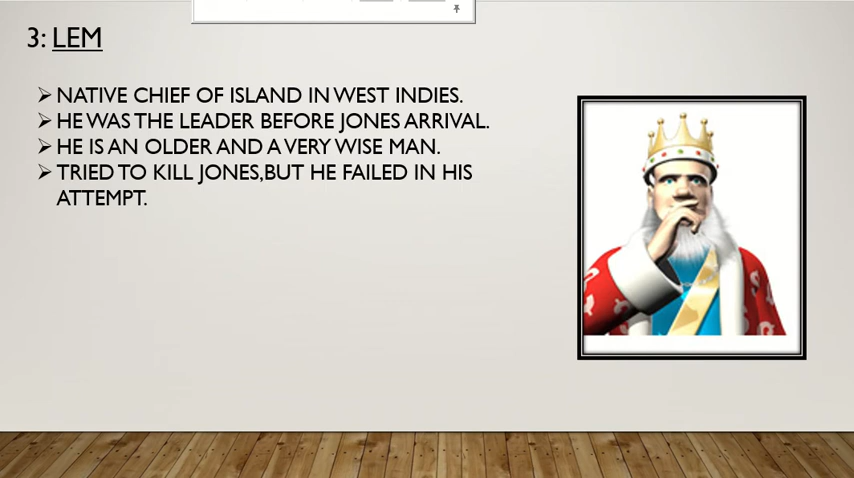 3: LEM
➢ NATIVE CHIEF OF ISLAND IN WEST INDIES.
➢ HE WAS THE LEADER BEFORE JONES ARRIVAL.
➢ HE IS AN OLDER AND A VERY WISE MAN.
➢ TRIED TO KILL JONES,BUT HE FAILED IN HIS
ATTEMPT.